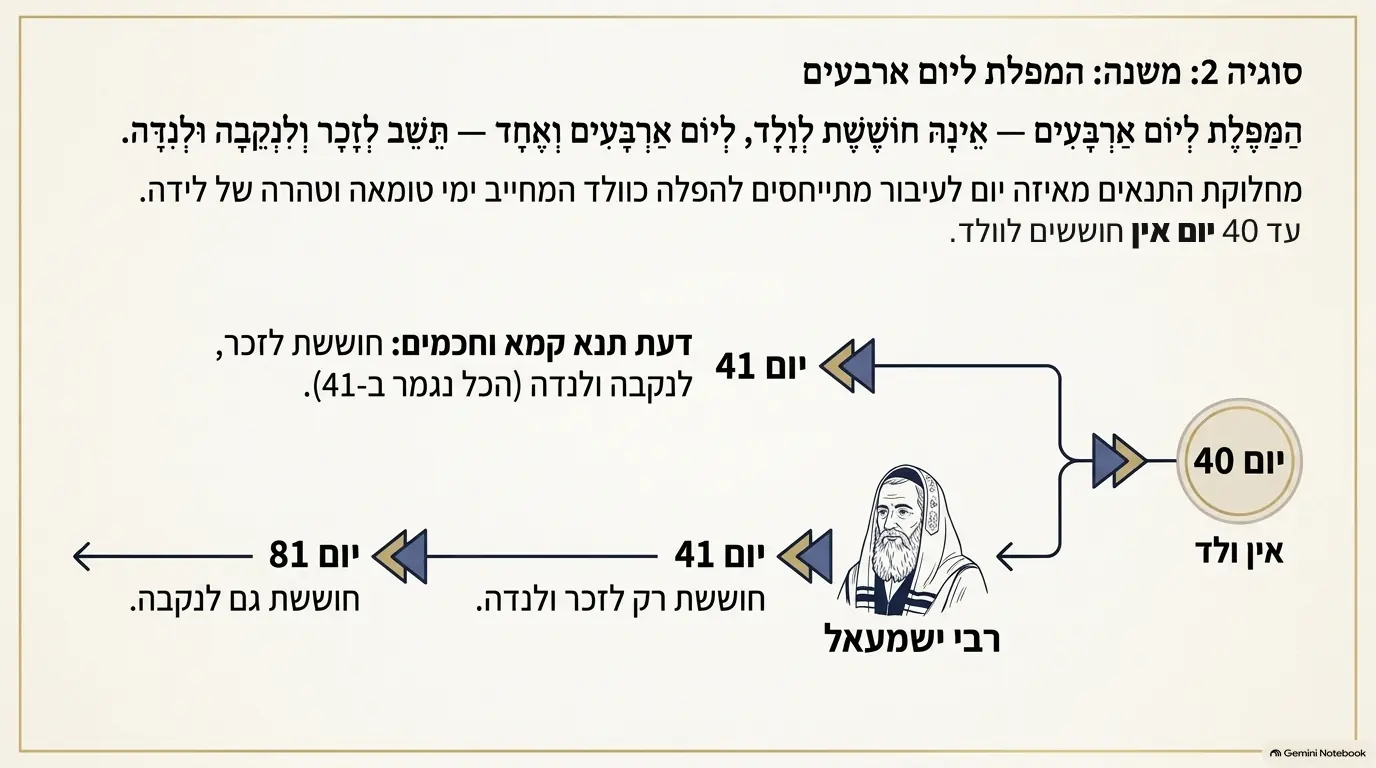 סוגיה 2: משנה: המפלת ליום ארבעים
הַמַּפֶּלֶת לְיוֹם אַרְבָּעִים — אֵינָהּ חוֹשֶׁשֶׁת לְוָלָד, לְיוֹם אַרְבָּעִים וְאֶחָד — תֵּשֵׁב לְזָכָר וְלִנְקֵבָה וּלְנִדָּה.
מחלוקת התנאים מאיזה יום לעיבור מתייחסים להפלה כוולד המחייב ימי טומאה וטהרה של לידה.
עד 40 יום אין חוששים לוולד.
יום 40
אין ולד
יום 41
דעת תנא קמא וחכמים: חוששת לזכר,
לנקבה ולנדה (הכל נגמר ב-41).
רבי ישמעאל
יום 41
חוששת רק לזכר ולנדה.
יום 81
חוששת גם לנקבה.
Gemini Notebook